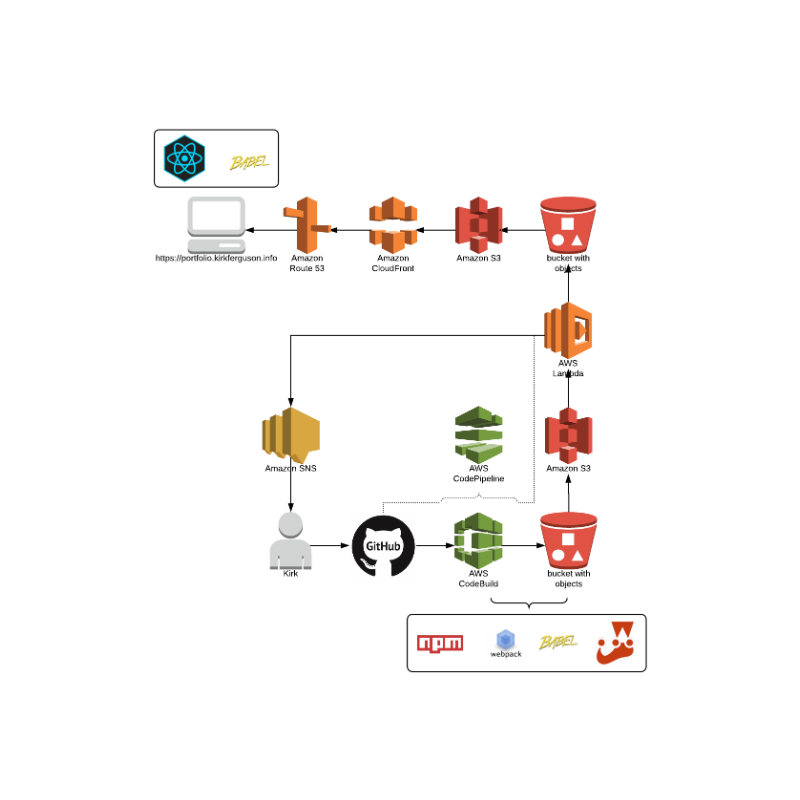 BABEL
https://portfolio.kirkferguson.info
Amazon
Route 53
Amazon
CloudFront
Amazon S3
bucket with
objects
AWS
Lambda
Amazon SNS
AWS
CodePipeline
Amazon S3
Kirk
GitHub
AWS
CodeBuild
bucket with
objects
npm
webpack
BABEL